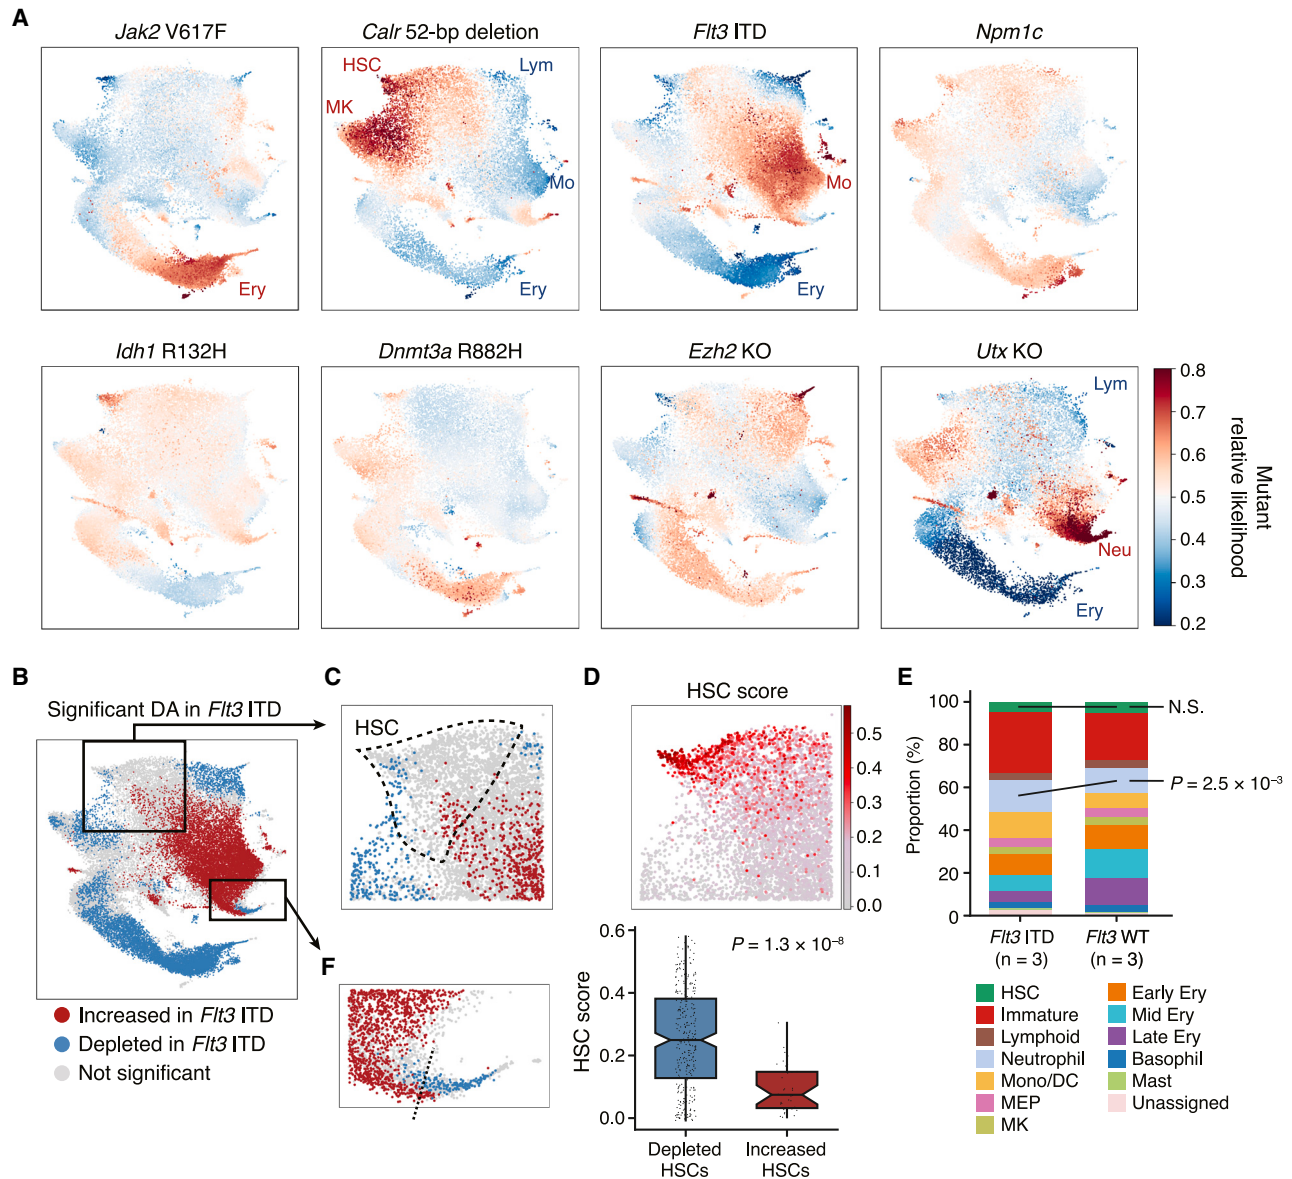 A
Jak2 V617F
Calr 52-bp deletion
Flt3 ITD
Npm1c
Ery
HSC
MK
Lym
Mo
Ery
Mo
Ery
Idh1 R132H
Dnmt3a R882H
Ezh2 KO
Utx KO
Lym
Neu
Ery
0.8
0.7
0.6
0.5
0.4
0.3
0.2
Mutant
relative likelihood
B
Significant DA in Flt3 ITD
Increased in Flt3 ITD
Depleted in Flt3 ITD
Not significant
C
HSC
F
D
HSC score
0.5
0.4
0.3
0.2
0.1
0.0
HSC score
0.6
0.4
0.2
0.0
P = 1.3 × 10⁻⁸
Depleted
HSCs
Increased
HSCs
E
Proportion (%)
100
80
60
40
20
0
N.S.
P = 2.5 × 10⁻³
Flt3 ITD
(n = 3)
Flt3 WT
(n = 3)
HSC
Immature
Lymphoid
Neutrophil
Mono/DC
MEP
MK
Early Ery
Mid Ery
Late Ery
Basophil
Mast
Unassigned